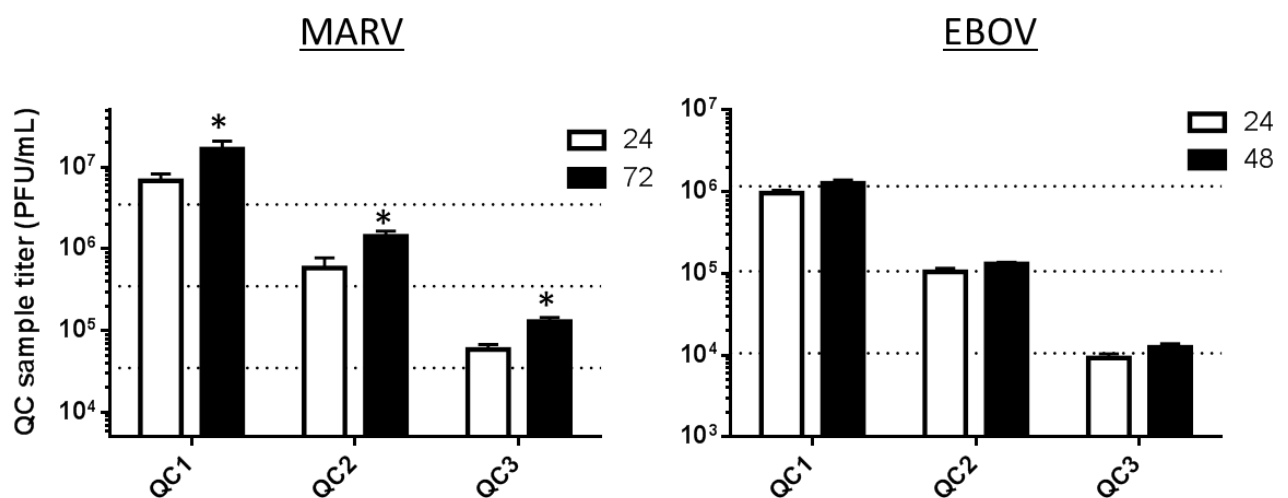 MARV
EBOV
QC sample titer (PFU/mL)
10⁷
10⁶
10⁵
10⁴
*
*
*
24
72
QC1
QC2
QC3
10⁷
10⁶
10⁵
10⁴
10³
24
48
QC1
QC2
QC3